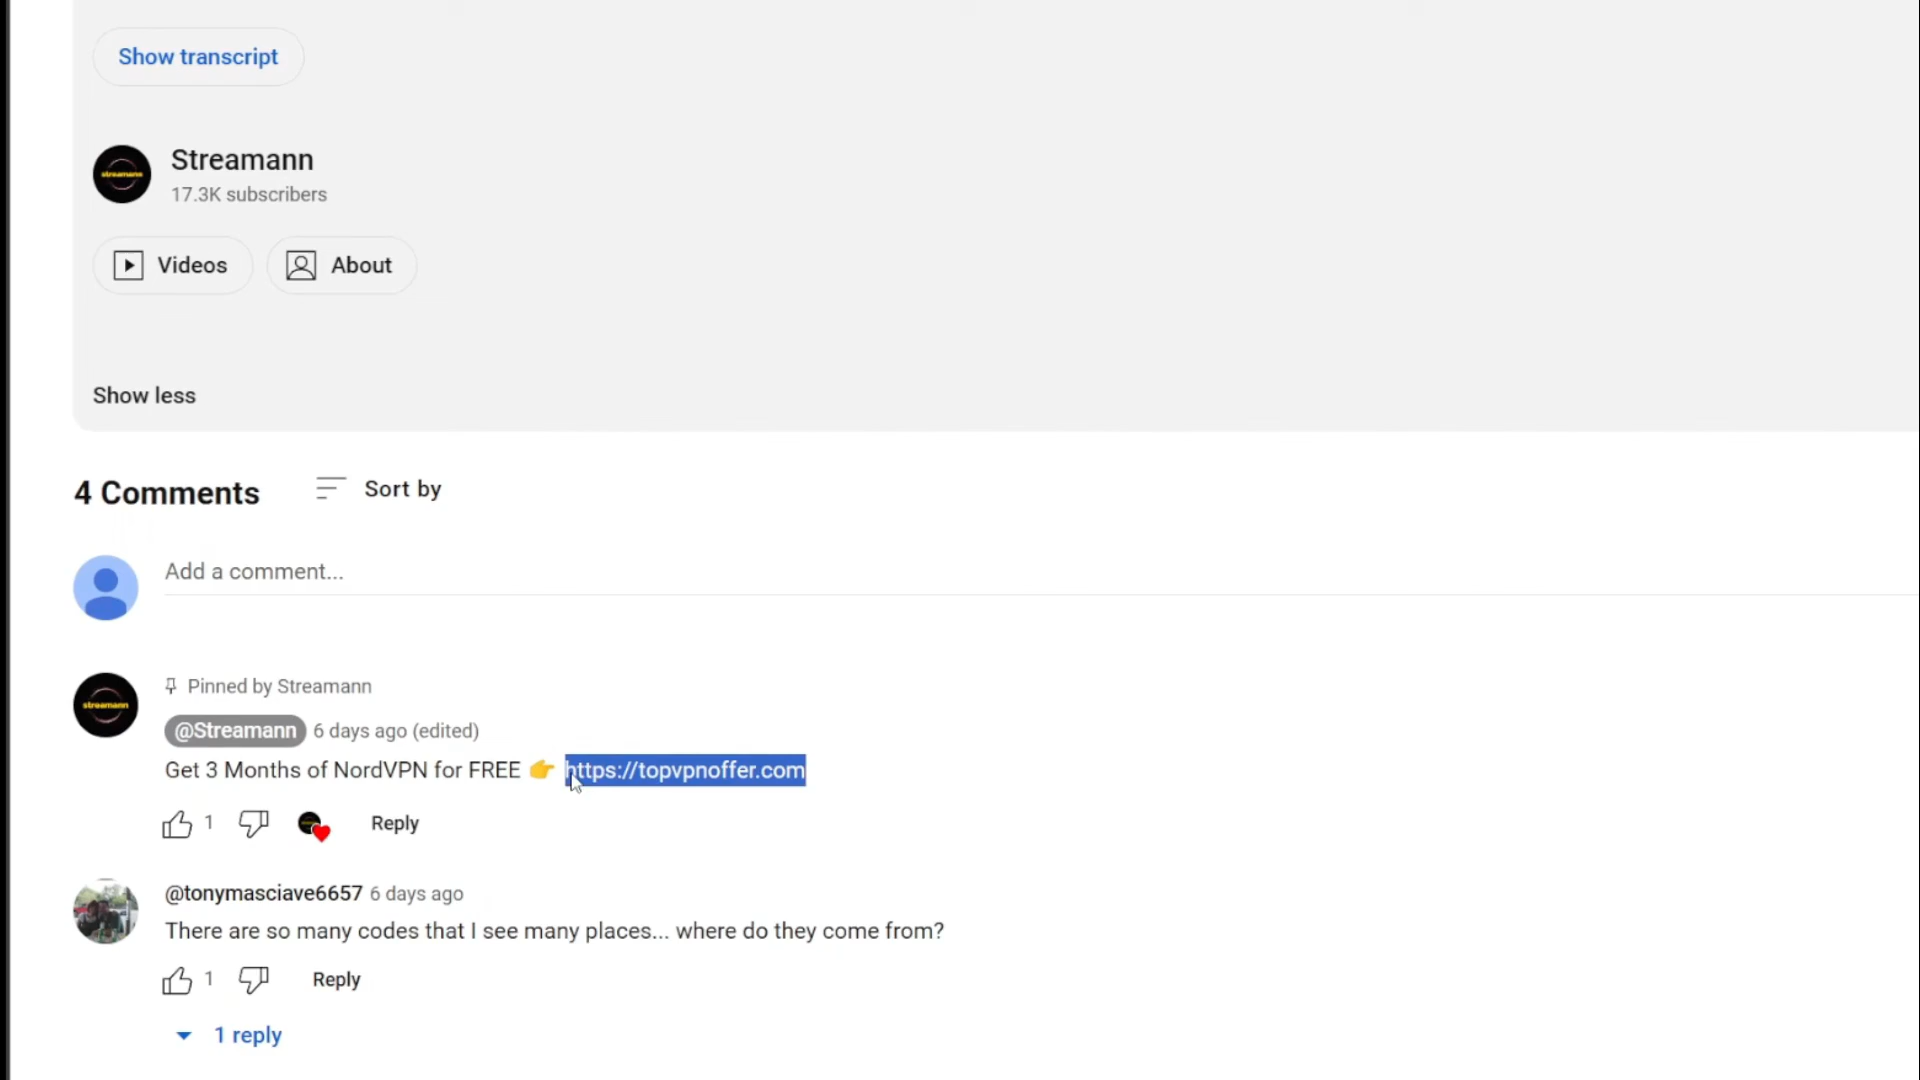 Show transcript
streamann
Streamann
17.3K subscribers
Videos
About
Show less
4 Comments
Sort by
Add a comment...
Pinned by Streamann
streamann
@Streamann 6 days ago (edited)
Get 3 Months of NordVPN for FREE 👉 https://topvpnoffer.com
1
Reply
@tonymasciave6657 6 days ago
There are so many codes that I see many places... where do they come from?
1
Reply
1 reply